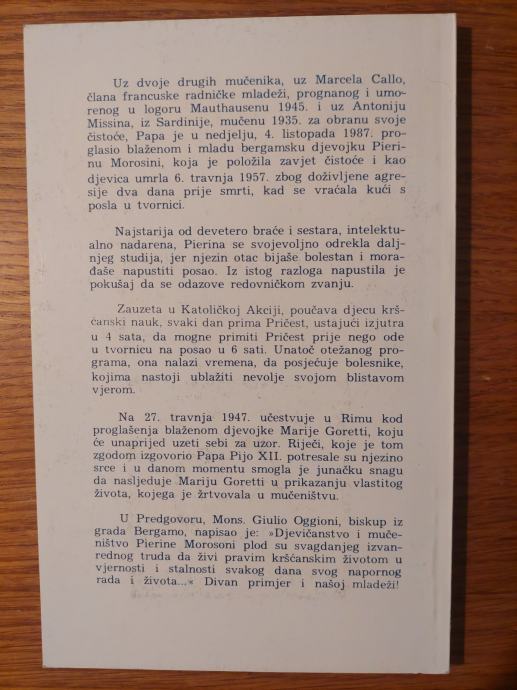 Uz dvoje drugih mučenika, uz Marcela Callo,
člana francuske radničke mladeži, prognanog i umo-
renog u logoru Mauthausenu 1945. i uz Antoniju
Missina, iz Sardinije, mučenu 1935. za obranu svoje
čistoće, Papa je u nedjelju, 4. listopada 1987. pro-
glasio blaženom i mladu bergamsku djevojku Pieri-
nu Morosini, koja je položila zavjet čistoće i kao
djevica umrla 6. travnja 1957. zbog doživljene agre-
sije dva dana prije smrti, kad se vraćala kući s
posla u tvornici.
Najstarija od devetero braće i sestara, intelektu-
alno nadarena, Pierina se svojevoljno odrekla dalj-
njeg studija, jer njezin otac bijaše bolestan i mora-
đaše napustiti posao. Iz istog razloga napustila je
pokušaj da se odazove redovničkom zvanju.
Zauzeta u Katoličkoj Akciji, poučava djecu krš-
ćanski nauk, svaki dan prima Pričest, ustajući izjutra
u 4 sata, da mogne primiti Pričest prije nego ode
u tvornicu na posao u 6 sati. Unatoč otežanog pro-
grama, ona nalazi vremena, da posjećuje bolesnike,
kojima nastoji ublažiti nevolje svojom blistavom
vjerom.
Na 27. travnja 1947. učestvuje u Rimu kod
proglašenja blaženom djevojke Marije Goretti, koju
će unaprijed uzeti sebi za uzor. Riječi, koje je tom
zgodom izgovorio Papa Pijo XII. potresale su njezino
srce i u danom momentu smogla je junačku snagu
da nasljeduje Mariju Goretti u prikazanju vlastitog
života, kojega je žrtvovala u mučeništvu.
U Predgovoru, Mons. Giulio Oggioni, biskup iz
grada Bergamo, napisao je: »Djevičanstvo i muče-
ništvo Pierine Morosoni plod su svagdanjeg izvan-
rednog truda da živi pravim kršćanskim životom u
vjernosti i stalnosti svakog dana svog napornog
rada i života...« Divan primjer i našoj mladeži!